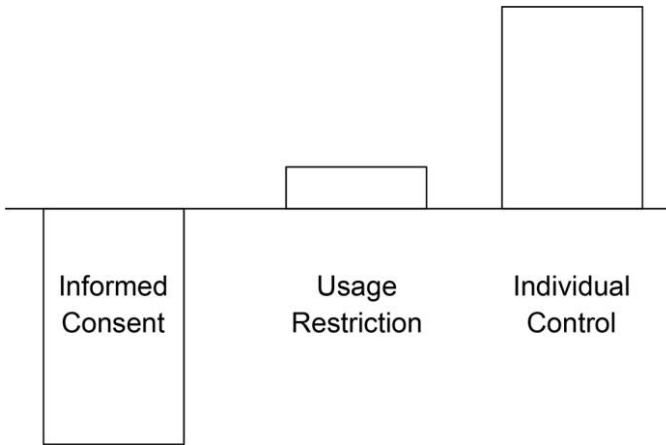 Informed
Consent
Usage
Restriction
Individual
Control